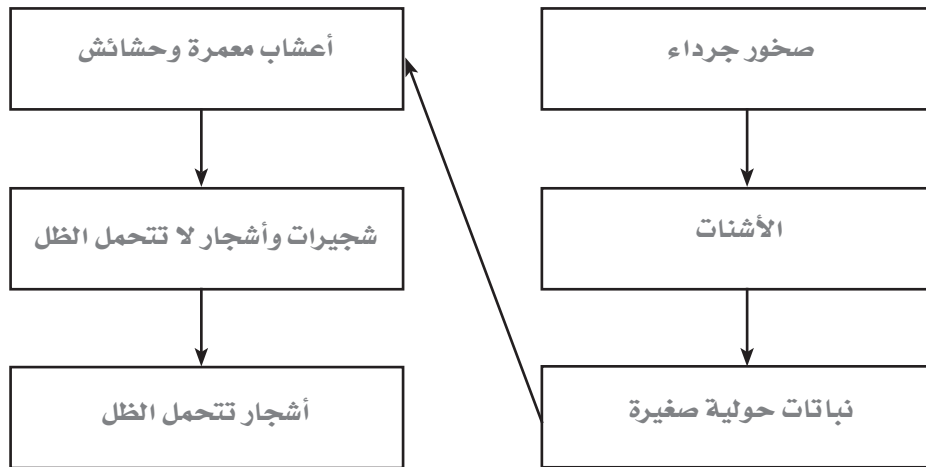 صخور جرداء
الأشنات
نباتات حولية صغيرة
أعشاب معمرة وحشائش
شجيرات وأشجار لا تتحمل الظل
أشجار تتحمل الظل